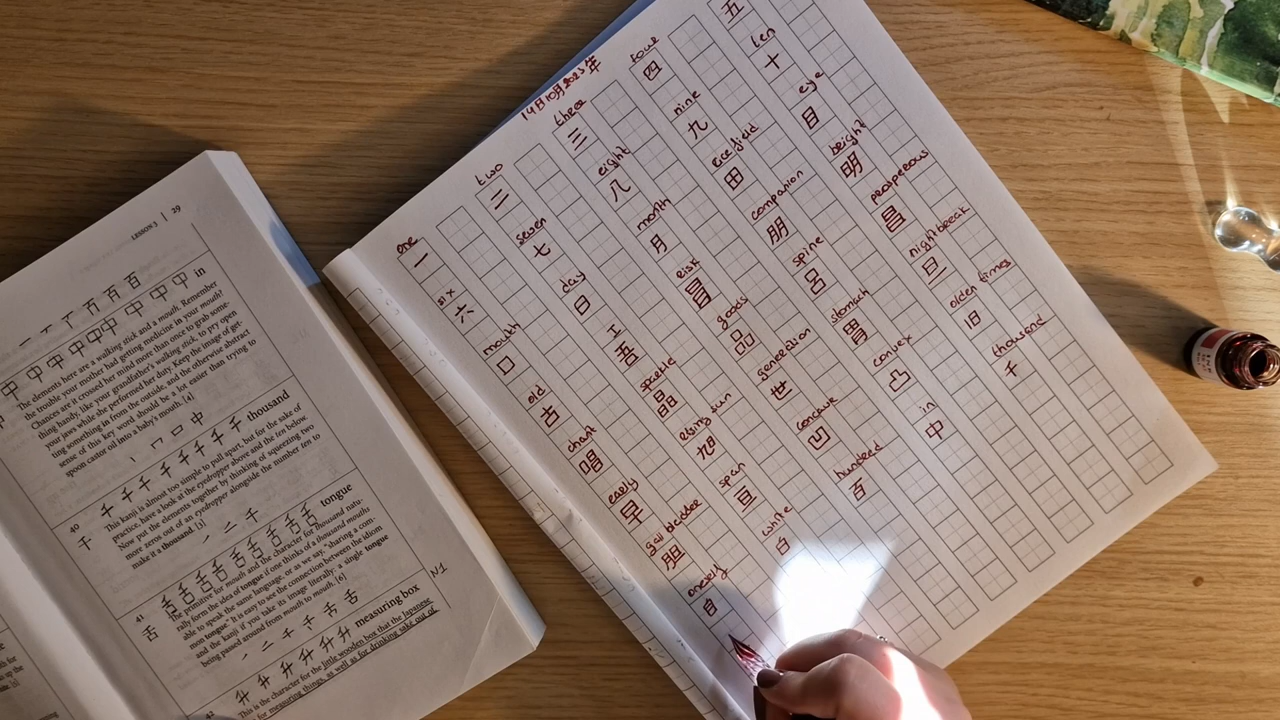 LESSON 3 | 29
in
The elements here are a walking stick and a mouth. Remember
the trouble your mother had getting medicine in your mouth?
Chances are it crossed her mind more than once to grab some-
thing handy, like your grandfather's walking stick, to pry open
your jaws while she performed her duty. Keep the image of get-
ting something in from the outside, and the otherwise abstract
sense of this key word should be a lot easier than trying to
spoon castor oil into a baby's mouth. [4]
丶 口 中
40 千 thousand
This kanji is almost too simple to pull apart, but for the sake of
practice, have a look at the eyedropper above and the ten below.
Now put the elements together by thinking of squeezing two
more zeros out of an eyedropper alongside the number ten to
make it a thousand. [3]
41 舌 tongue
The primitive for mouth and the character for thousand natu-
rally form the idea of tongue if one thinks of a thousand mouths
able to speak the same language, or as we say, "sharing a com-
mon tongue." It is easy to see the connection between the idiom
and the kanji if you take its image literally: a single tongue
being passed around from mouth to mouth. [6]
42 measuring box N1
This is the character for the little wooden box that the Japanese
for measuring things, as well as for drinking sake out of.
14日10月2023年
one two three four
一 二 三 四 五
six seven eight nine ten
六 七 八 九 十
mouth day month rice field eye
口 日 月 田 目
old I risk companion bright
古 吾 冒 朋 明
chant sparkle goods spine prosperous
唱 晶 品 呂 昌
early rising sun generation stomach nightbreak
早 旭 世 胃 旦
gall bladder span concave convex olden times
胆 亘 凹 凸 旧
oneself white hundred in thousand
自 白 百 中 千